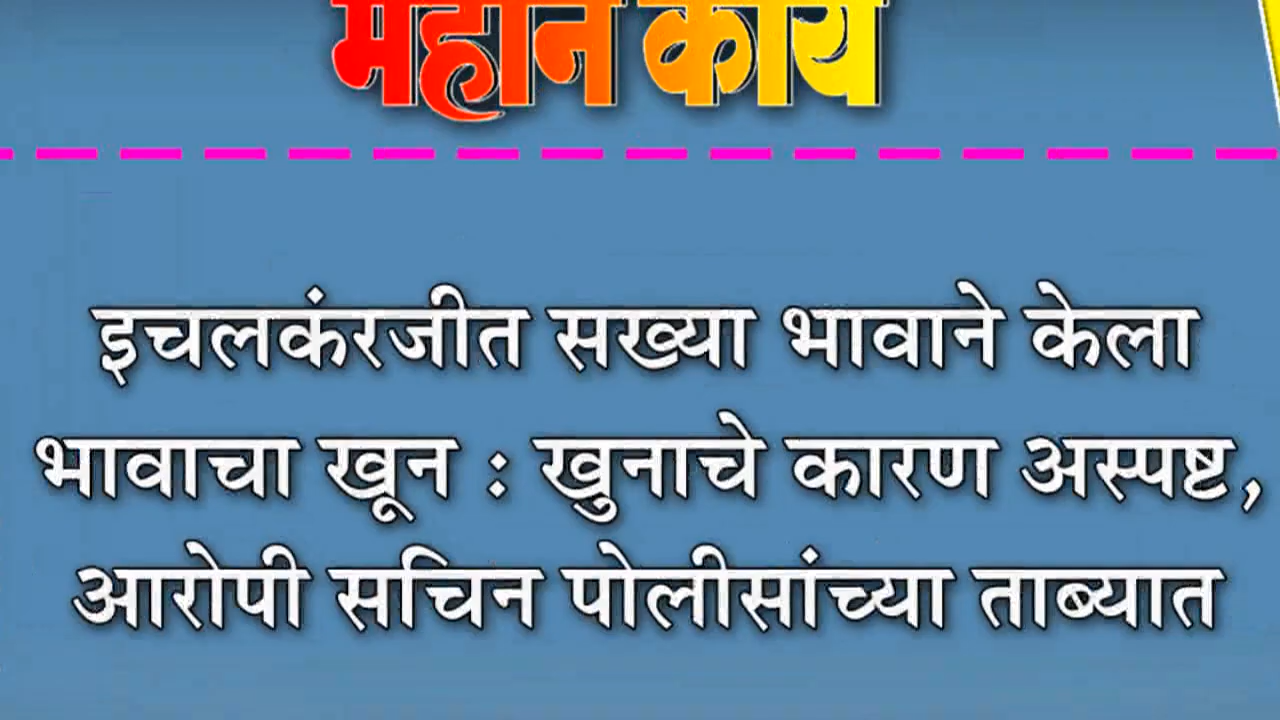 महान कार्य
इचलकंरजीत सख्या भावाने केला
भावाचा खून : खुनाचे कारण अस्पष्ट,
आरोपी सचिन पोलीसांच्या ताब्यात